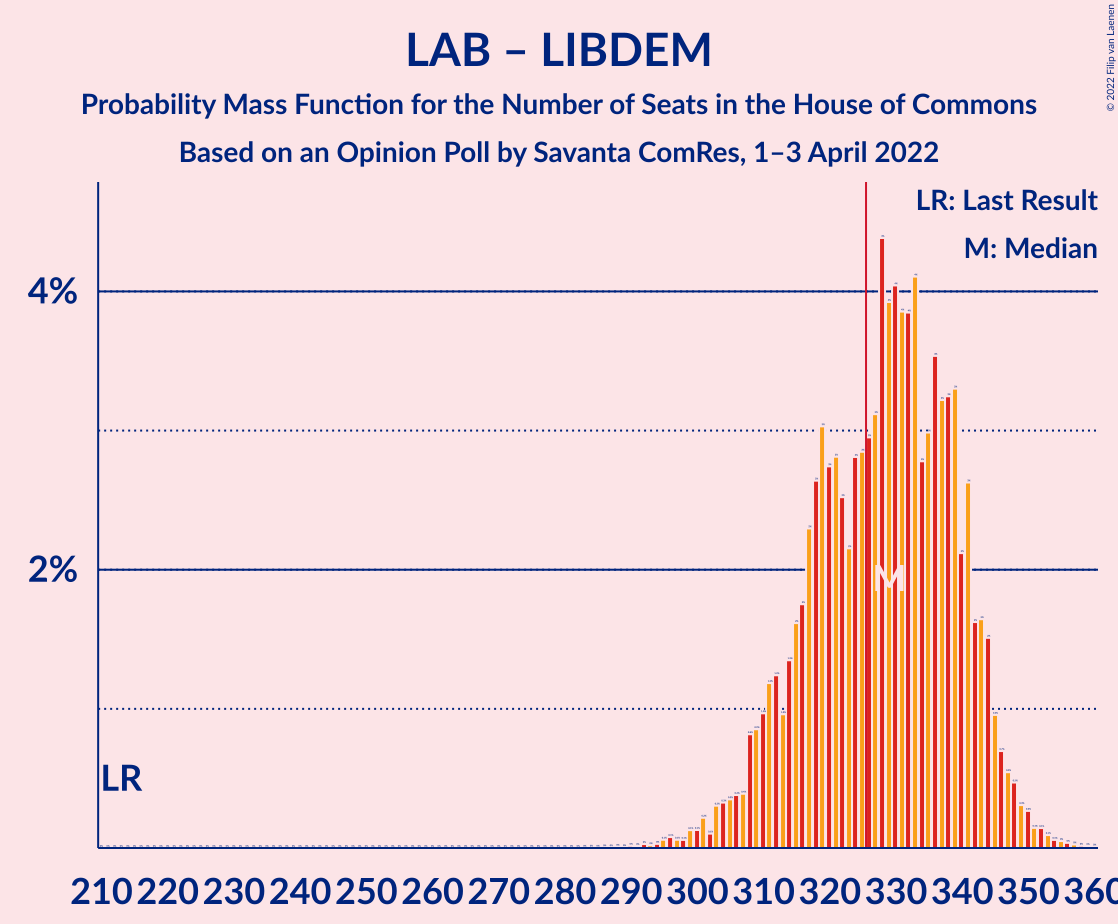 LAB – LIBDEM
Probability Mass Function for the Number of Seats in the House of Commons
Based on an Opinion Poll by Savanta ComRes, 1–3 April 2022
© 2022 Filip van Laenen
LR: Last Result
M: Median
4%
2%
M
LR
210 220 230 240 250 260 270 280 290 300 310 320 330 340 350 360